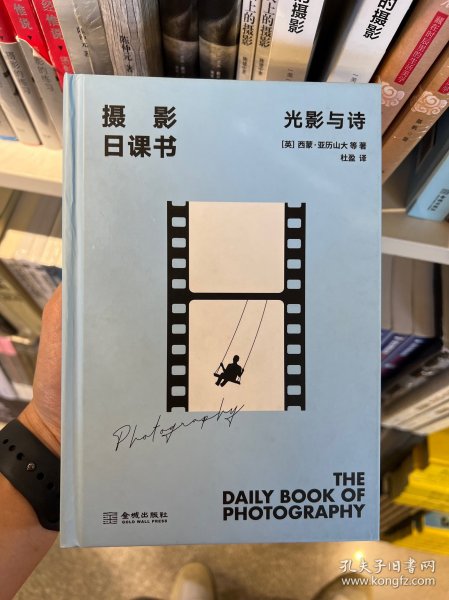 摄影
日课书
光影与诗
[英] 西蒙·亚历山大 等 著
杜盈 译
Photography
THE
DAILY BOOK OF
PHOTOGRAPHY
金城出版社
GOLD WALL PRESS
孔夫子旧书网
www.kongfz.com